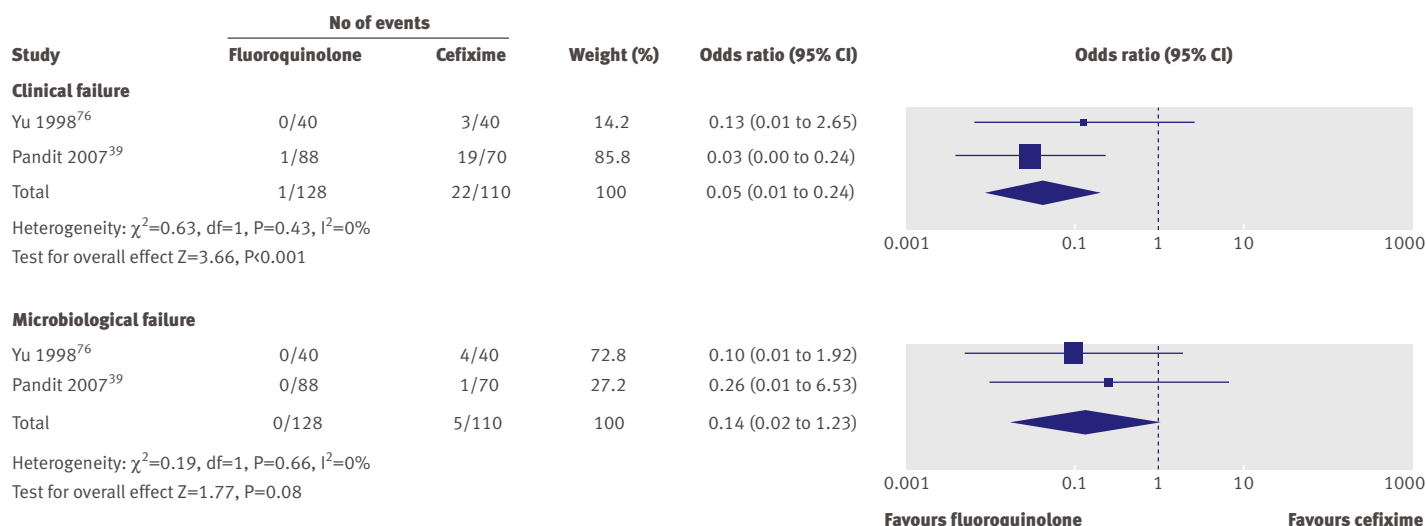 No of events
Study Fluoroquinolone Cefixime Weight (%) Odds ratio (95% CI) Odds ratio (95% CI)
Clinical failure
Yu 1998⁷⁶ 0/40 3/40 14.2 0.13 (0.01 to 2.65)
Pandit 2007³⁹ 1/88 19/70 85.8 0.03 (0.00 to 0.24)
Total 1/128 22/110 100 0.05 (0.01 to 0.24)
Heterogeneity: χ²=0.63, df=1, P=0.43, I²=0%
0.001 0.1 1 10 1000
Test for overall effect Z=3.66, P<0.001
Microbiological failure
Yu 1998⁷⁶ 0/40 4/40 72.8 0.10 (0.01 to 1.92)
Pandit 2007³⁹ 0/88 1/70 27.2 0.26 (0.01 to 6.53)
Total 0/128 5/110 100 0.14 (0.02 to 1.23)
Heterogeneity: χ²=0.19, df=1, P=0.66, I²=0%
0.001 0.1 1 10 1000
Test for overall effect Z=1.77, P=0.08
Favours fluoroquinolone Favours cefixime